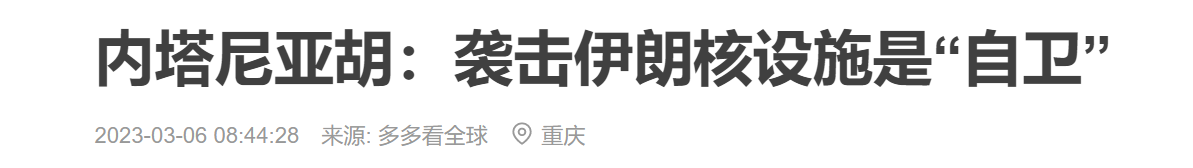 内塔尼亚胡：袭击伊朗核设施是“自卫”
2023-03-06 08:44:28 来源: 多多看全球 重庆